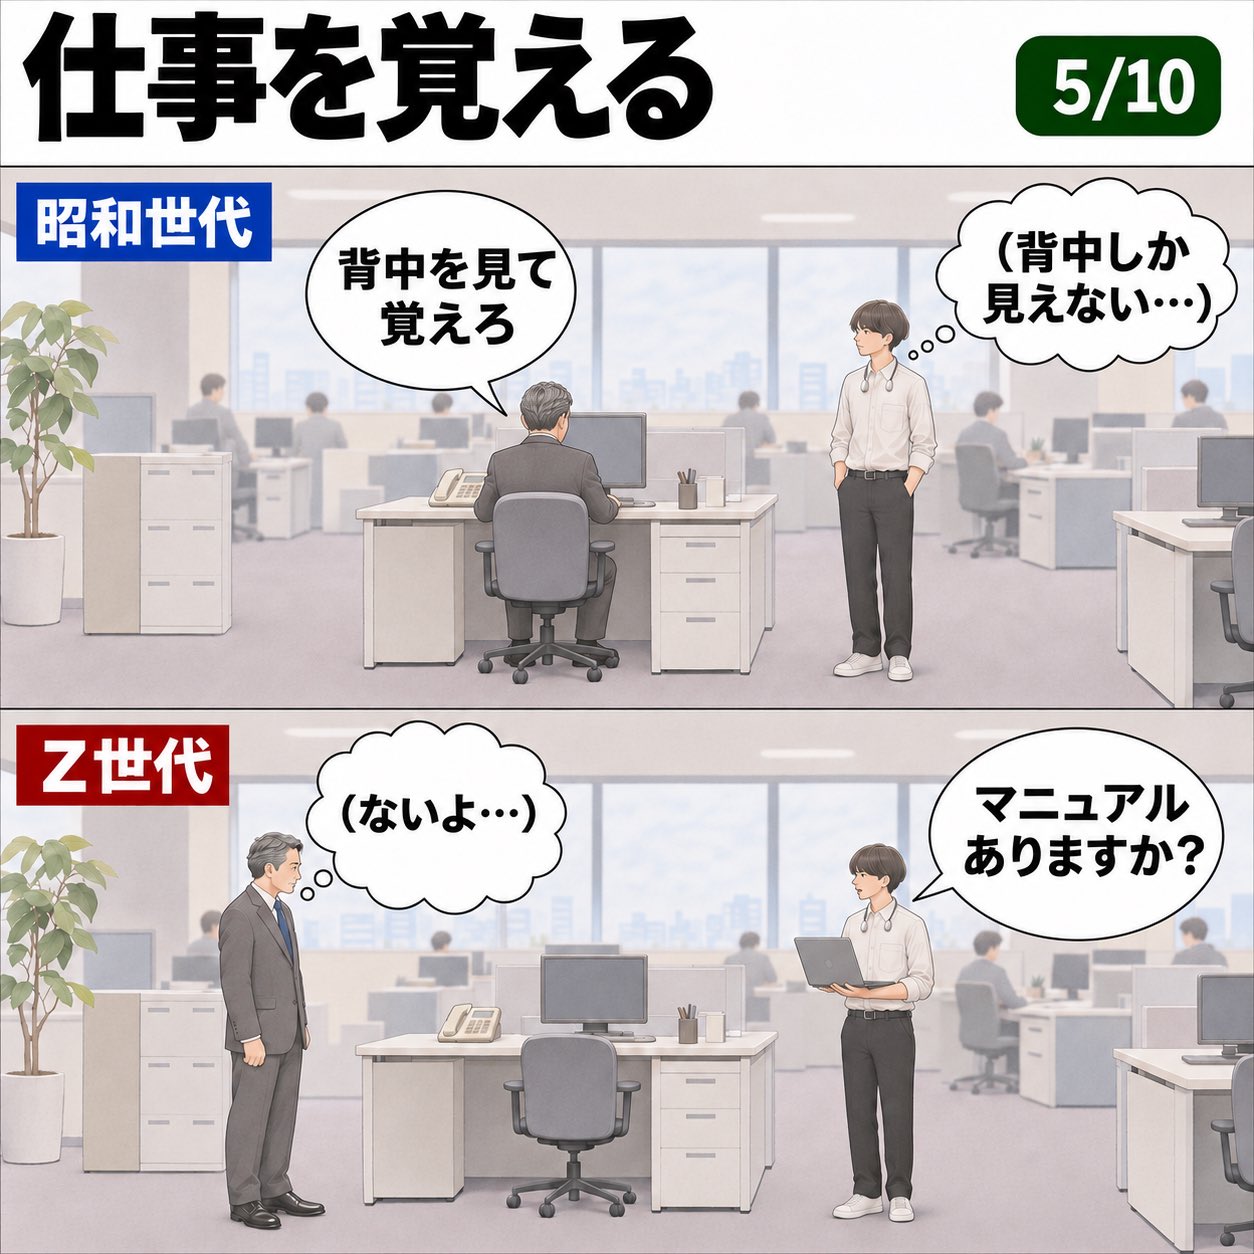 仕事を覚える
5/10
昭和世代
背中を見て
覚えろ
(背中しか
見えない…)
Z世代
(ないよ…)
マニュアル
ありますか?